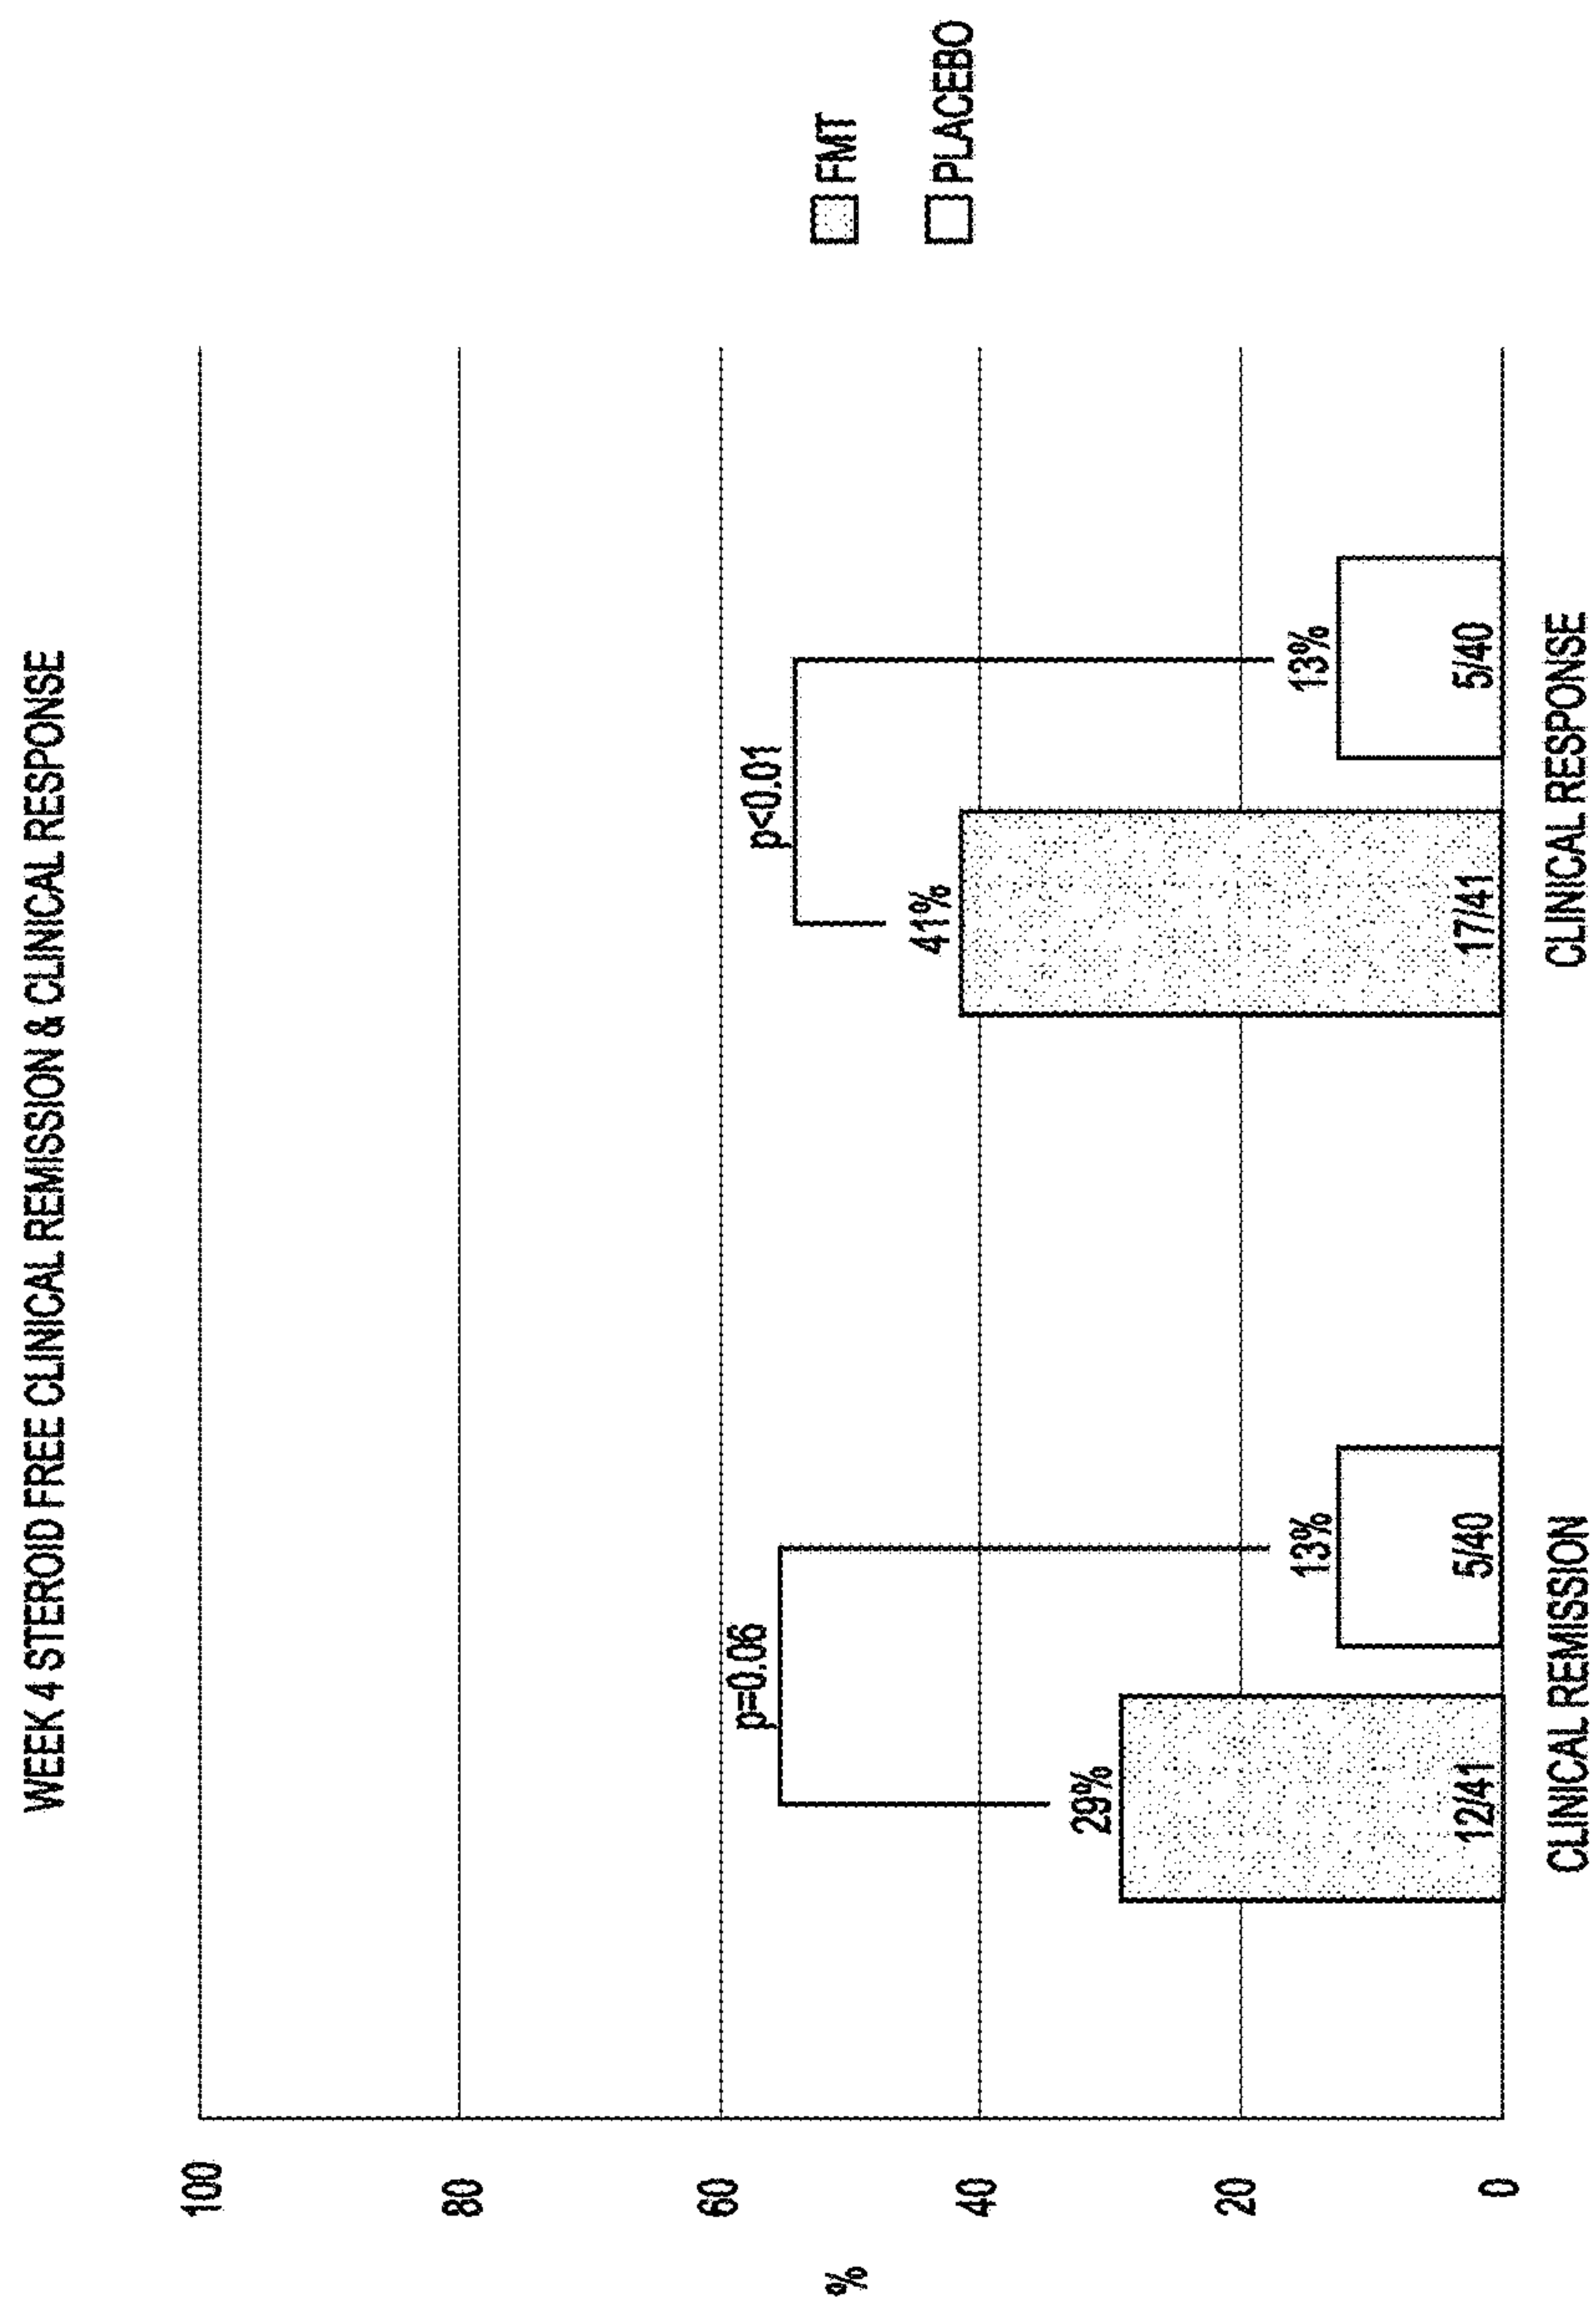 WEEK 4 STEROID FREE CLINICAL REMISSION & CLINICAL RESPONSE
100
80
60
40
20
0
%
p=0.06
29%
13%
12/41
5/40
CLINICAL REMISSION
p<0.01
41%
13%
17/41
5/40
CLINICAL RESPONSE
FMT
PLACEBO